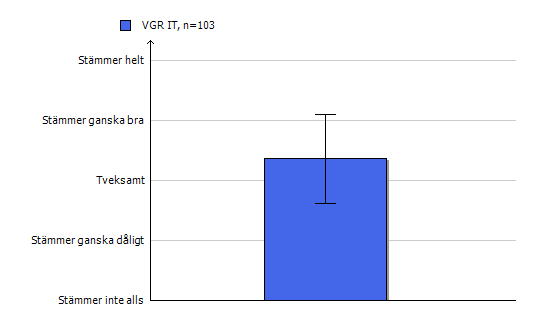 VGR IT, n=103
Stämmer helt
Stämmer ganska bra
Tveksamt
Stämmer ganska dåligt
Stämmer inte alls